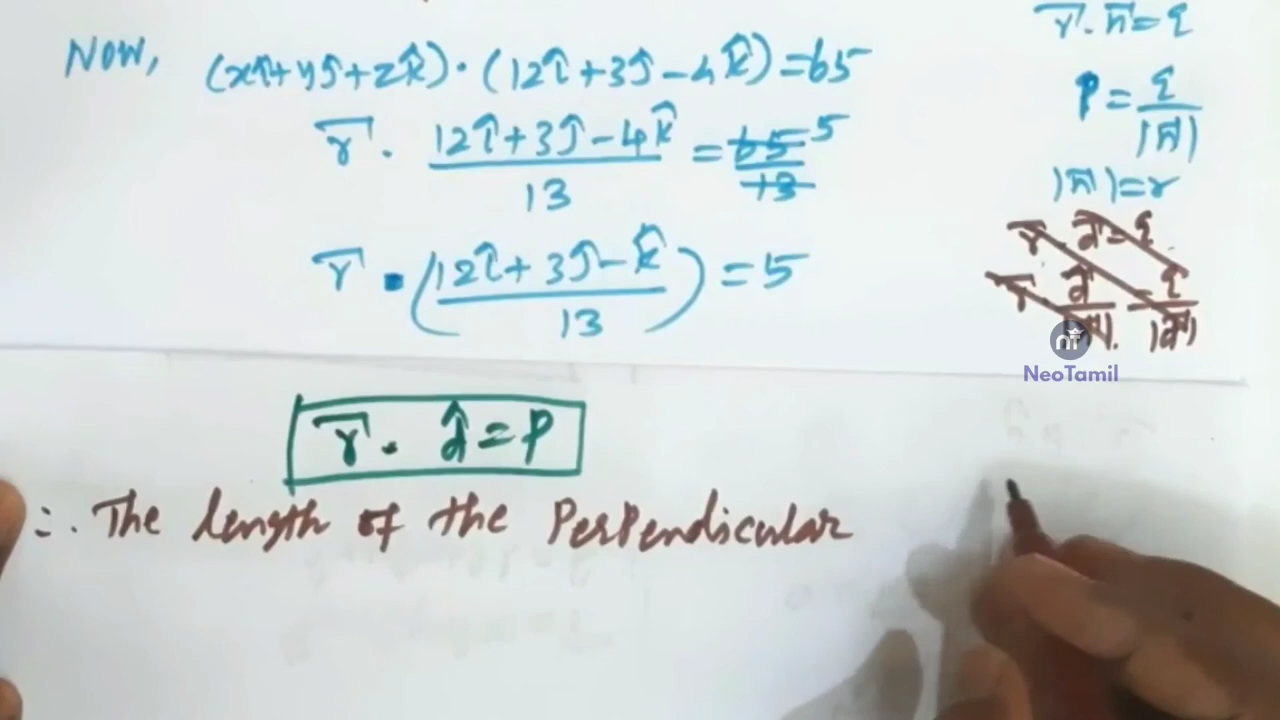 Now, (xî+yĵ+zk̂)·(12î+3ĵ-4k̂)=65
r⃗ · (12î+3ĵ-4k̂)/13 = 65/13 5
r⃗ · (12î+3ĵ-k̂ / 13) = 5
r⃗ · d̂ = p
∴ The length of the Perpendicular
r⃗ · n⃗ = q
p = q/|n⃗|
|n⃗| = r
r⃗ · d⃗ = q
NeoTamil